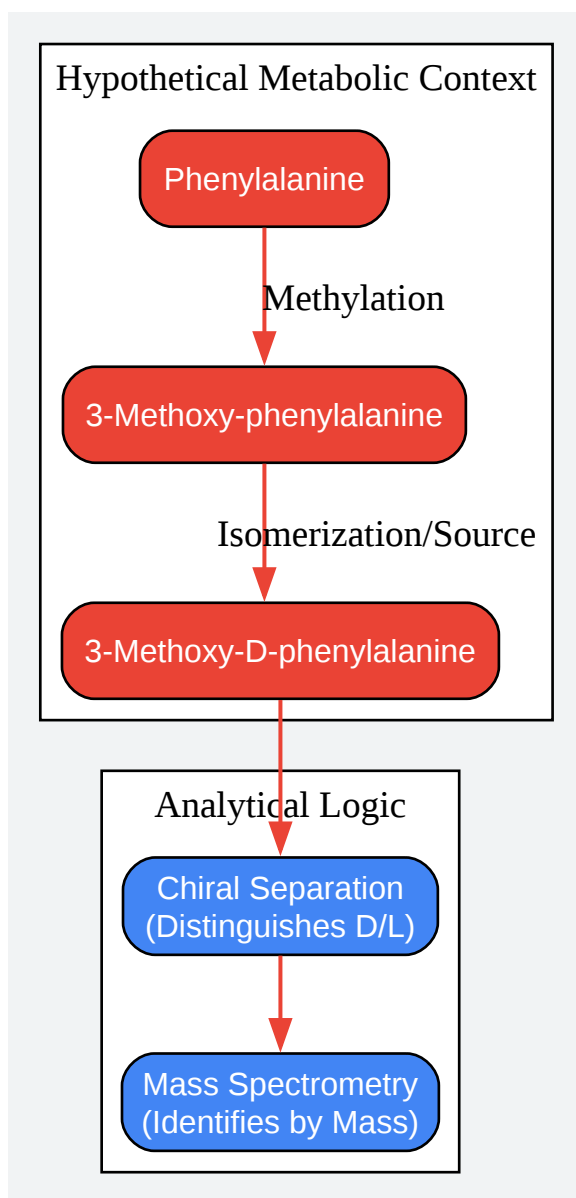 Hypothetical Metabolic Context
Phenylalanine
Methylation
3-Methoxy-phenylalanine
Isomerization/Source
3-Methoxy-D-phenylalanine
Analytical Logic
Chiral Separation
(Distinguishes D/L)
Mass Spectrometry
(Identifies by Mass)